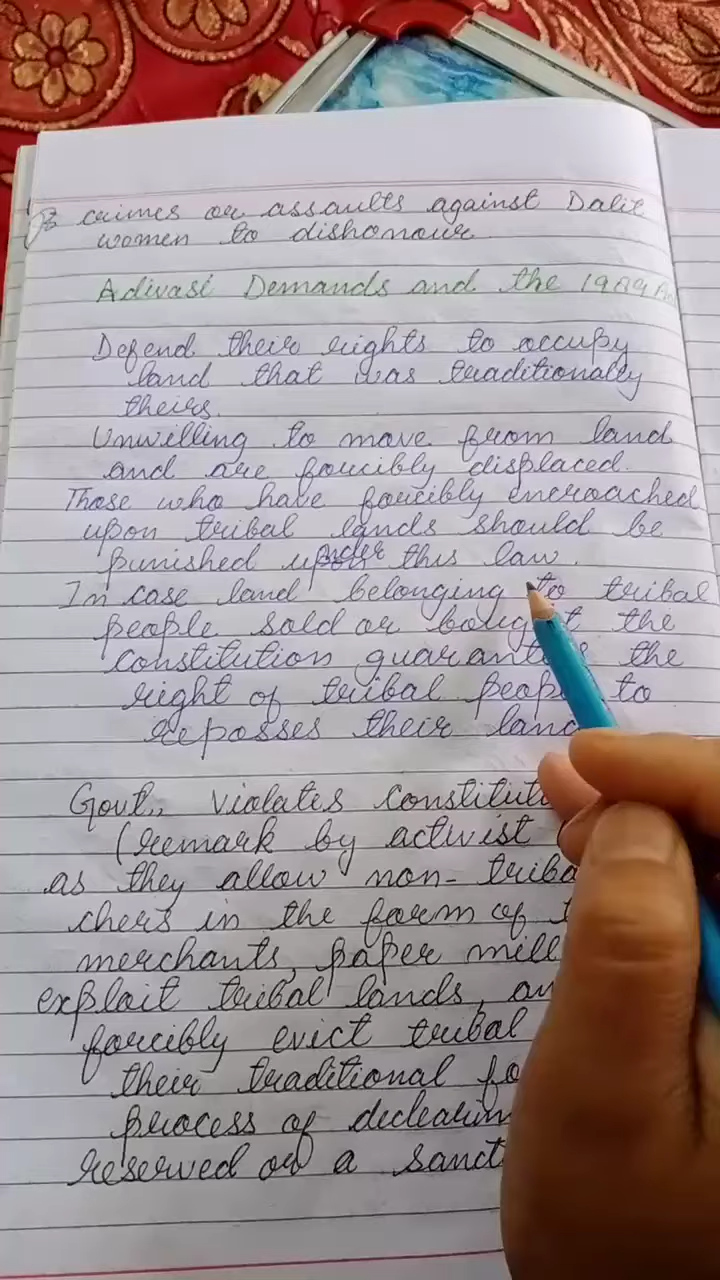 3 crimes or assaults against Dalit
women to dishonour
Adivasi Demands and the 1989
Defend their rights to occupy
land that was traditionally
theirs.
Unwilling to move from land
and are forcibly displaced.
Those who have forcibly encroached
upon tribal lands should be
punished under this law.
In case land belonging to tribal
people sold or bought the
constitution guarantees the
right of tribal people to
reposses their land
Govt., violates constitut
(remark by activist
as they allow non-triba
chers in the form of
merchants, paper mill
exploit tribal lands, an
forcibly evict tribal
their traditional fo
process of declearin
reserved or a sanct